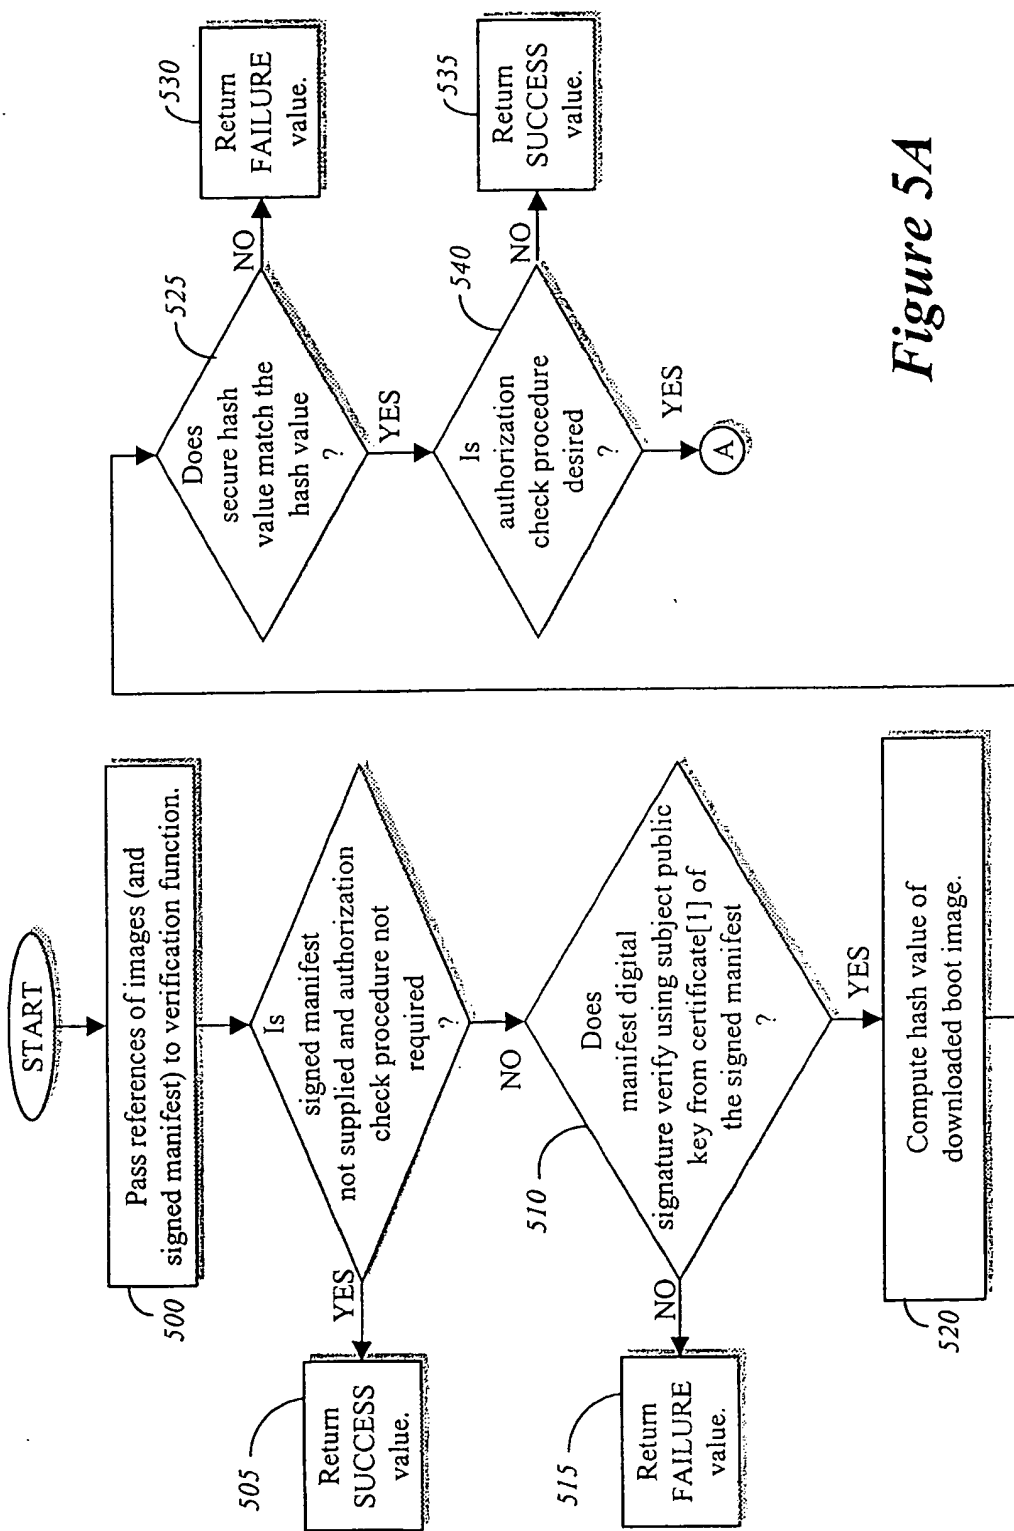 START
Pass references of images (and
signed manifest) to verification function.
500
Is
signed manifest
not supplied and authorization
check procedure not
required
?
YES
505
Return
SUCCESS
value.
NO
Does
manifest digital
signature verify using subject public
key from certificate[1] of
the signed manifest
?
510
NO
515
Return
FAILURE
value.
YES
Compute hash value of
downloaded boot image.
520
Does
secure hash
value match the
hash value
?
525
NO
530
Return
FAILURE
value.
YES
Is
authorization
check procedure
desired
?
540
NO
535
Return
SUCCESS
value.
YES
A
Figure 5A